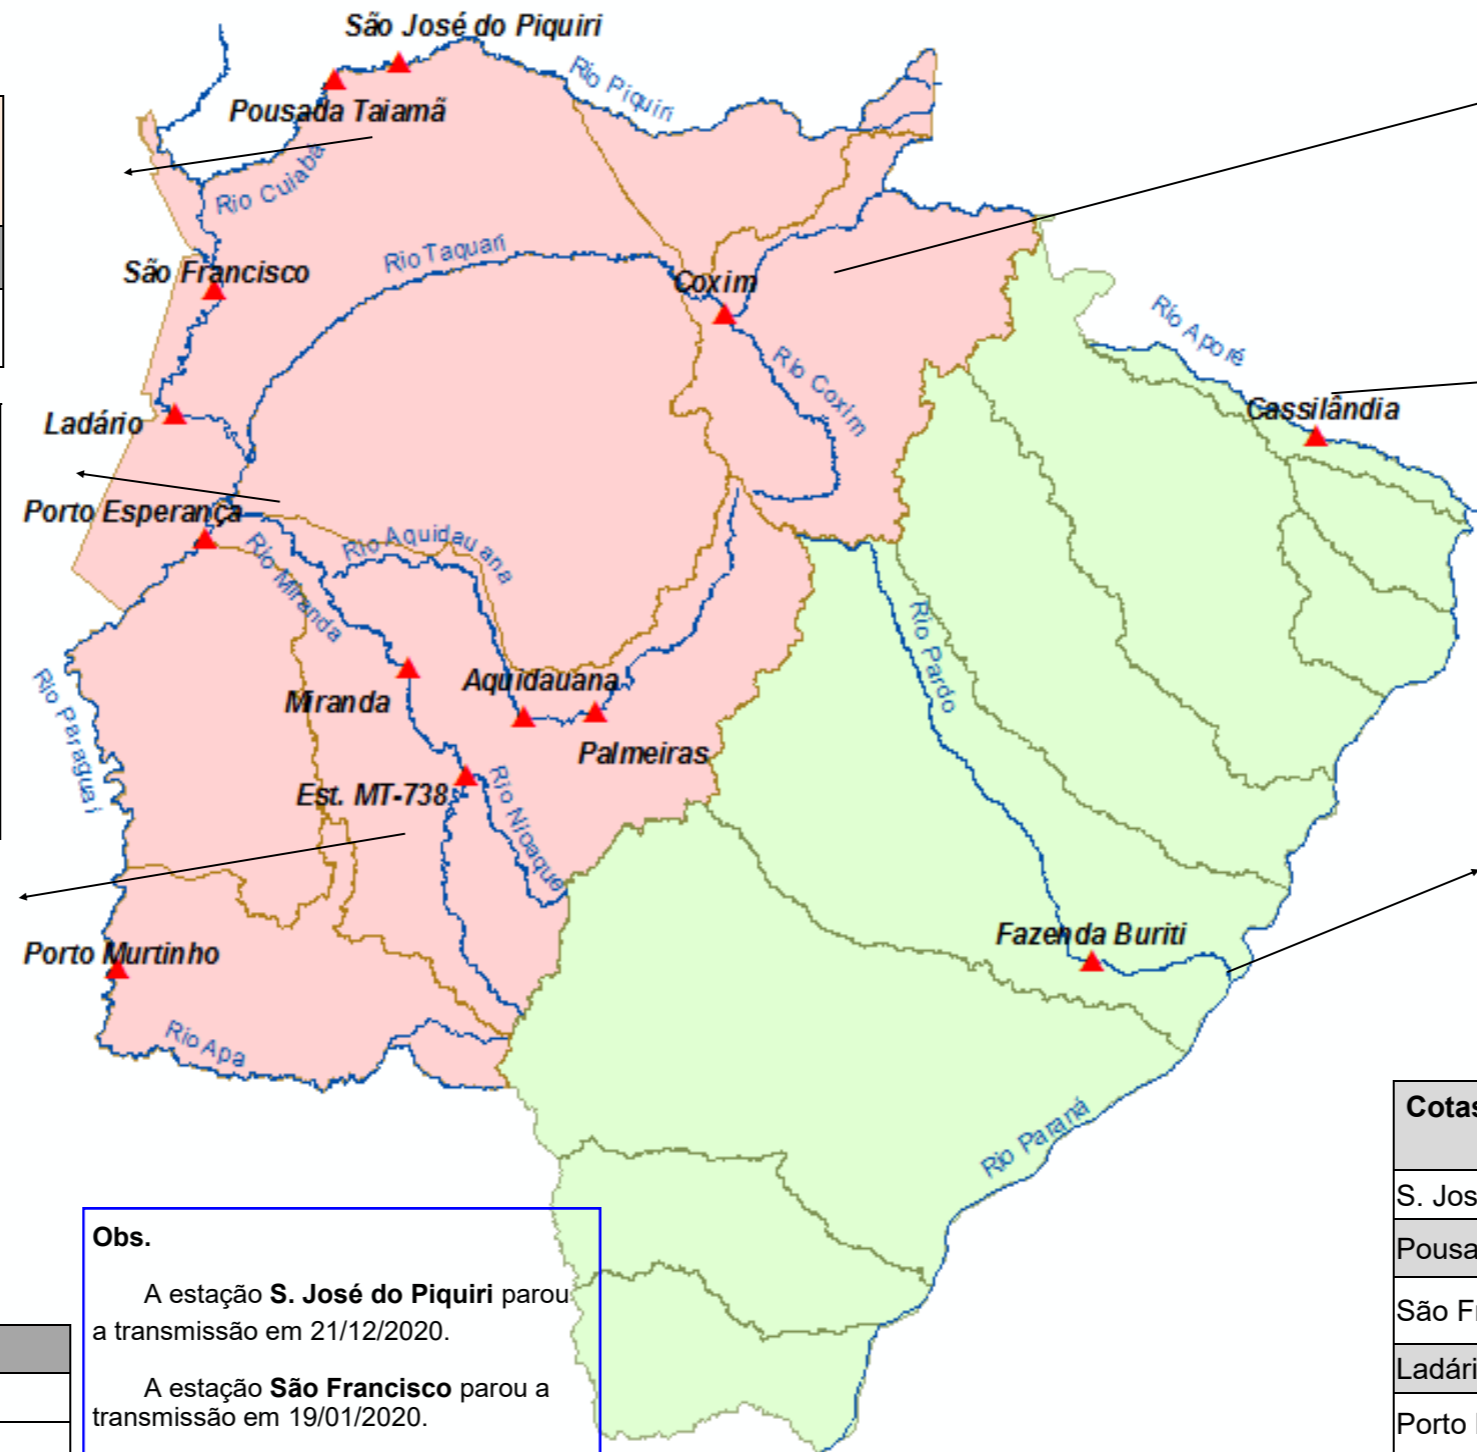 São José do Piquiri
Rio Piquiri
Pousada Taiamã
Rio Cuiabá
Rio Taquari
São Francisco
Coxim
Rio Aporé
Rio Coxim
Cassilândia
Ladário
Porto Esperança
Rio Aquidauana
Rio Miranda
Rio Pardo
Rio Paraguai
Miranda
Aquidauana
Palmeiras
Est. MT-738
Rio Nioaque
Porto Murtinho
Fazenda Buriti
Rio Apa
Rio Paraná
Obs.
A estação S. José do Piquiri parou
a transmissão em 21/12/2020.
A estação São Francisco parou a
transmissão em 19/01/2020.
Cotas
S. Jos
Pousa
São Fr
Ladári
Porto